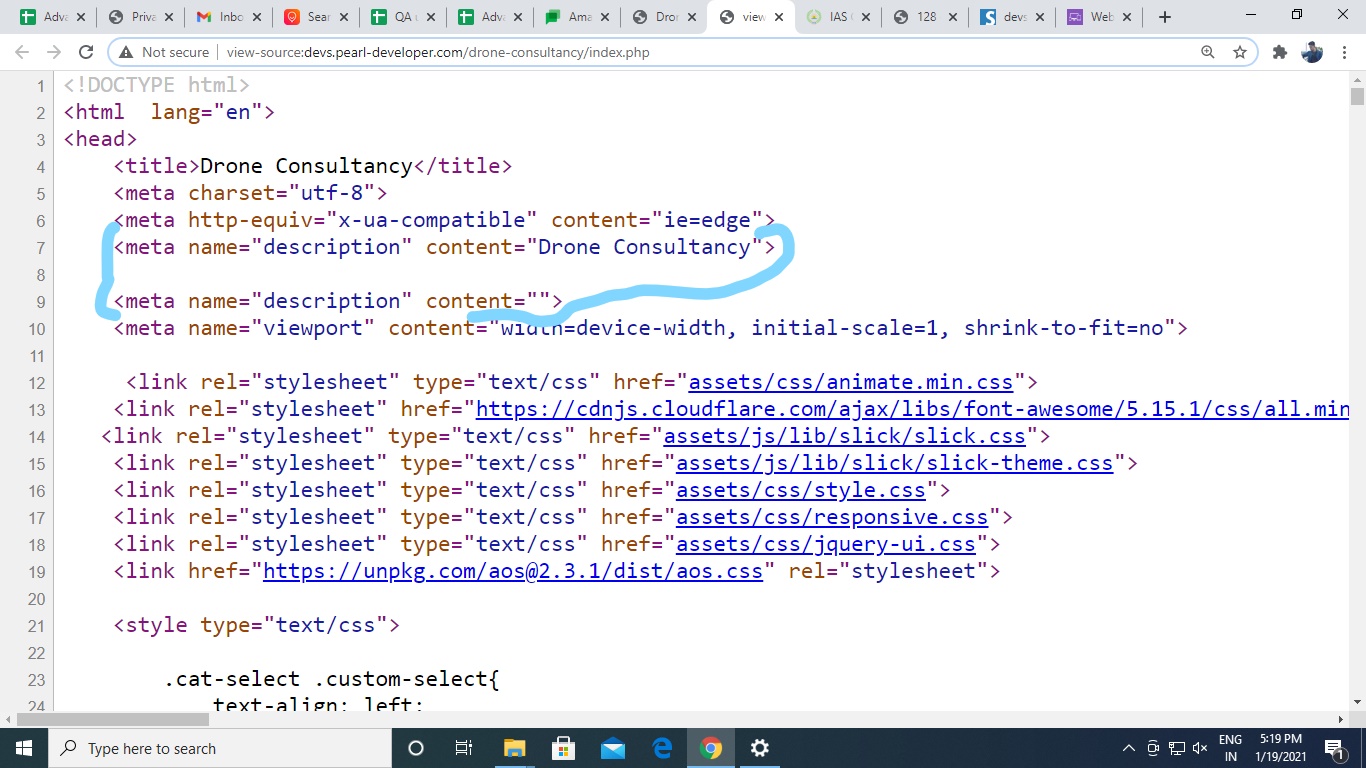 Adva
Priva
Inbo
Sear
QA u
Adva
Ama
Dron
view
IAS
128
devs
Web
Not secure
view-source:devs.pearl-developer.com/drone-consultancy/index.php
1 <!DOCTYPE html>
2 <html  lang="en">
3 <head>
4 <title>Drone Consultancy</title>
5 <meta charset="utf-8">
6 <meta http-equiv="x-ua-compatible" content="ie=edge">
7 <meta name="description" content="Drone Consultancy">
8
9 <meta name="description" content="">
10 <meta name="viewport" content="width=device-width, initial-scale=1, shrink-to-fit=no">
11
12 <link rel="stylesheet" type="text/css" href="assets/css/animate.min.css">
13 <link rel="stylesheet" href="https://cdnjs.cloudflare.com/ajax/libs/font-awesome/5.15.1/css/all.min
14 <link rel="stylesheet" type="text/css" href="assets/js/lib/slick/slick.css">
15 <link rel="stylesheet" type="text/css" href="assets/js/lib/slick/slick-theme.css">
16 <link rel="stylesheet" type="text/css" href="assets/css/style.css">
17 <link rel="stylesheet" type="text/css" href="assets/css/responsive.css">
18 <link rel="stylesheet" type="text/css" href="assets/css/jquery-ui.css">
19 <link href="https://unpkg.com/aos@2.3.1/dist/aos.css" rel="stylesheet">
20
21 <style type="text/css">
22
23 .cat-select .custom-select{
24 text-align: left;
Type here to search
ENG
IN
5:19 PM
1/19/2021
1